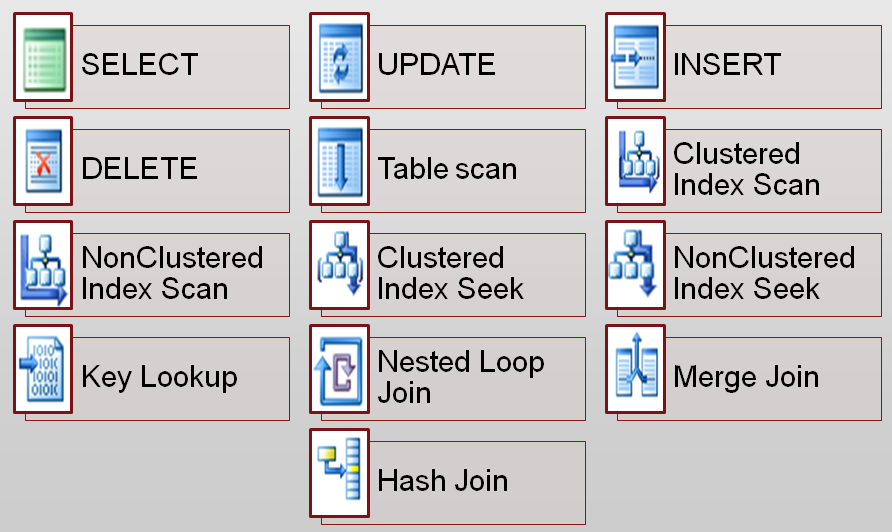 SELECT
UPDATE
INSERT
DELETE
Table scan
Clustered
Index Scan
NonClustered
Index Scan
Clustered
Index Seek
NonClustered
Index Seek
Key Lookup
Nested Loop
Join
Merge Join
Hash Join